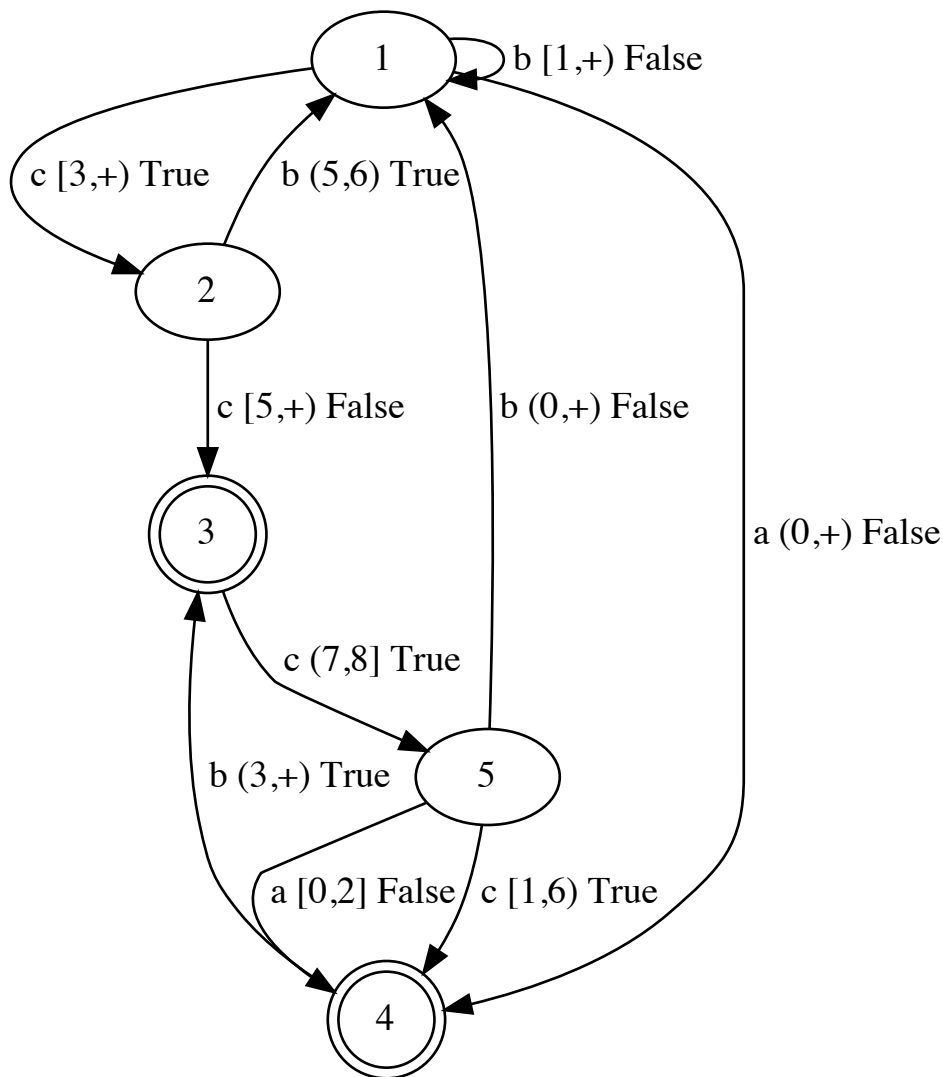 1
b [1,+) False
c [3,+) True
b (5,6) True
2
c [5,+) False
b (0,+) False
3
a (0,+) False
c (7,8] True
b (3,+) True
5
a [0,2] False
c [1,6) True
4